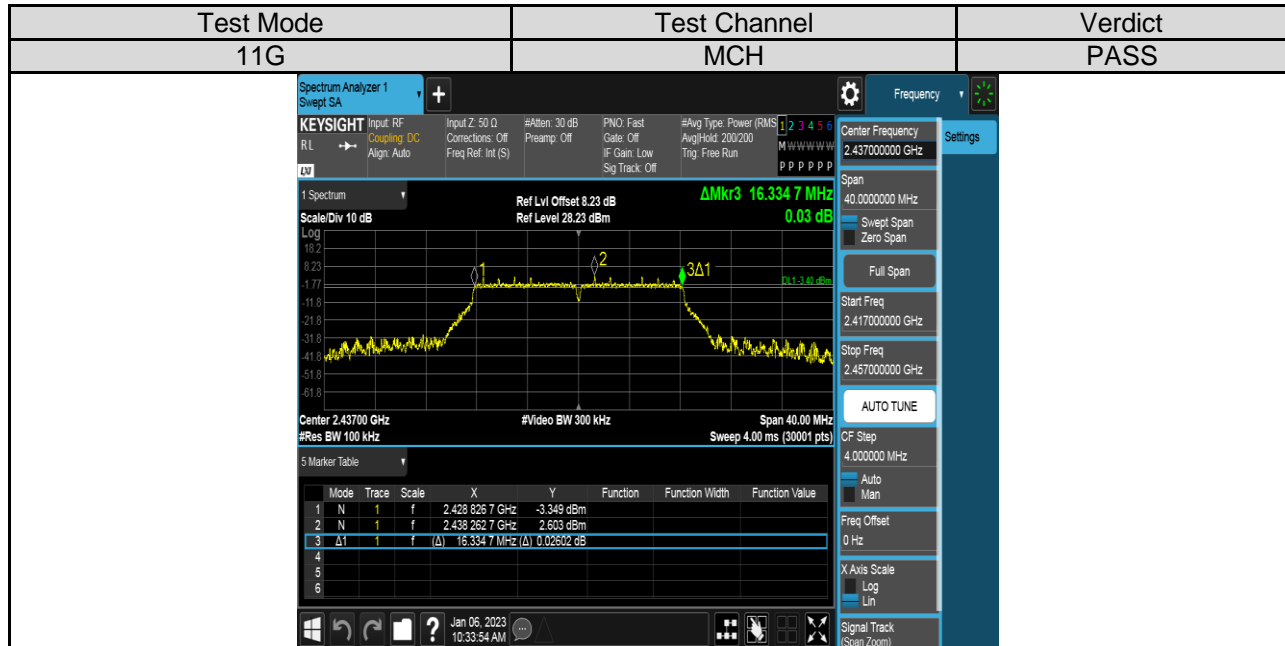 Test Mode Test Channel Verdict
11G MCH PASS
Spectrum Analyzer 1
Swept SA
+
Frequency
KEYSIGHT Input: RF Input Z: 50 Ω #Atten: 30 dB PNO: Fast #Avg Type: Power (RMS 1 2 3 4 5 6
RL Coupling: DC Corrections: Off Preamp: Off Gate: Off Avg|Hold: 200/200 M W W W W W
Align: Auto Freq Ref: Int (S) IF Gain: Low Trig: Free Run
LXI Sig Track: Off P P P P P P
1 Spectrum
Ref Lvl Offset 8.23 dB
ΔMkr3 16.334 7 MHz
Scale/Div 10 dB Ref Level 28.23 dBm 0.03 dB
Log
18.2
8.23
-1.77
-11.8
-21.8
-31.8
-41.8
-51.8
-61.8
1
2
3Δ1
DL1 -3.40 dBm
Center 2.43700 GHz #Video BW 300 kHz Span 40.00 MHz
#Res BW 100 kHz Sweep 4.00 ms (30001 pts)
5 Marker Table
Mode Trace Scale X Y Function Function Width Function Value
1 N 1 f 2.428 826 7 GHz -3.349 dBm
2 N 1 f 2.438 262 7 GHz 2.603 dBm
3 Δ1 1 f (Δ) 16.334 7 MHz (Δ) 0.02602 dB
4
5
6
?
Jan 06, 2023
10:33:54 AM
Center Frequency
2.437000000 GHz
Settings
Span
40.0000000 MHz
Swept Span
Zero Span
Full Span
Start Freq
2.417000000 GHz
Stop Freq
2.457000000 GHz
AUTO TUNE
CF Step
4.000000 MHz
Auto
Man
Freq Offset
0 Hz
X Axis Scale
Log
Lin
Signal Track
(Span Zoom)